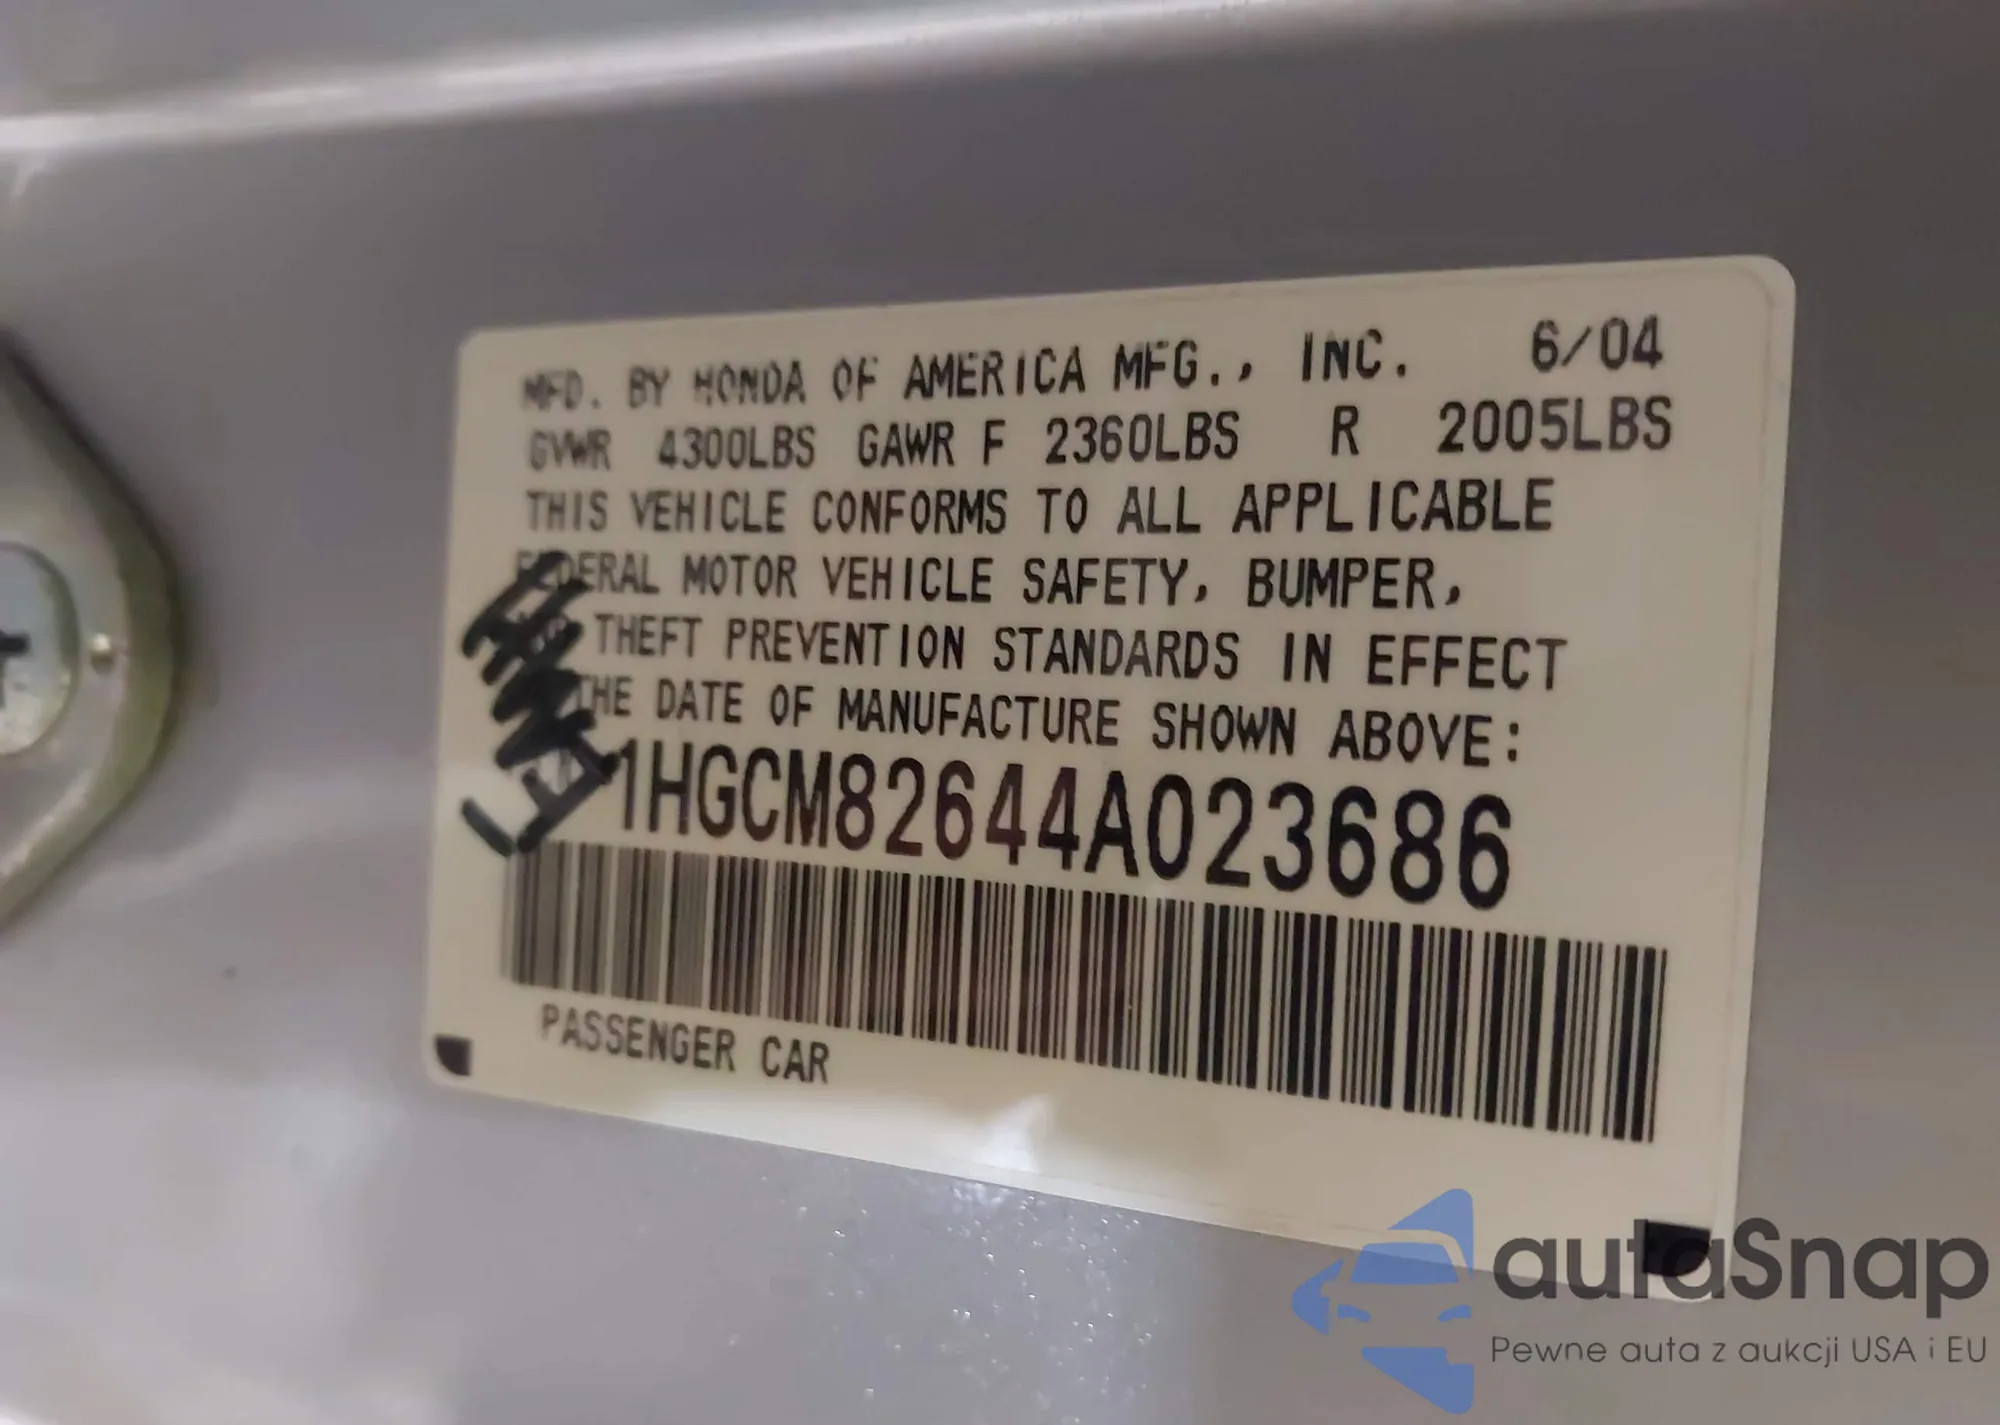 MFD. BY HONDA OF AMERICA MFG., INC. 6/04
GVWR 4300LBS GAWR F 2360LBS R 2005LBS
THIS VEHICLE CONFORMS TO ALL APPLICABLE
FEDERAL MOTOR VEHICLE SAFETY, BUMPER,
THEFT PREVENTION STANDARDS IN EFFECT
THE DATE OF MANUFACTURE SHOWN ABOVE:
1HGCM82644A023686
PASSENGER CAR
autaSnap
Pewne auta z aukcji USA i EU